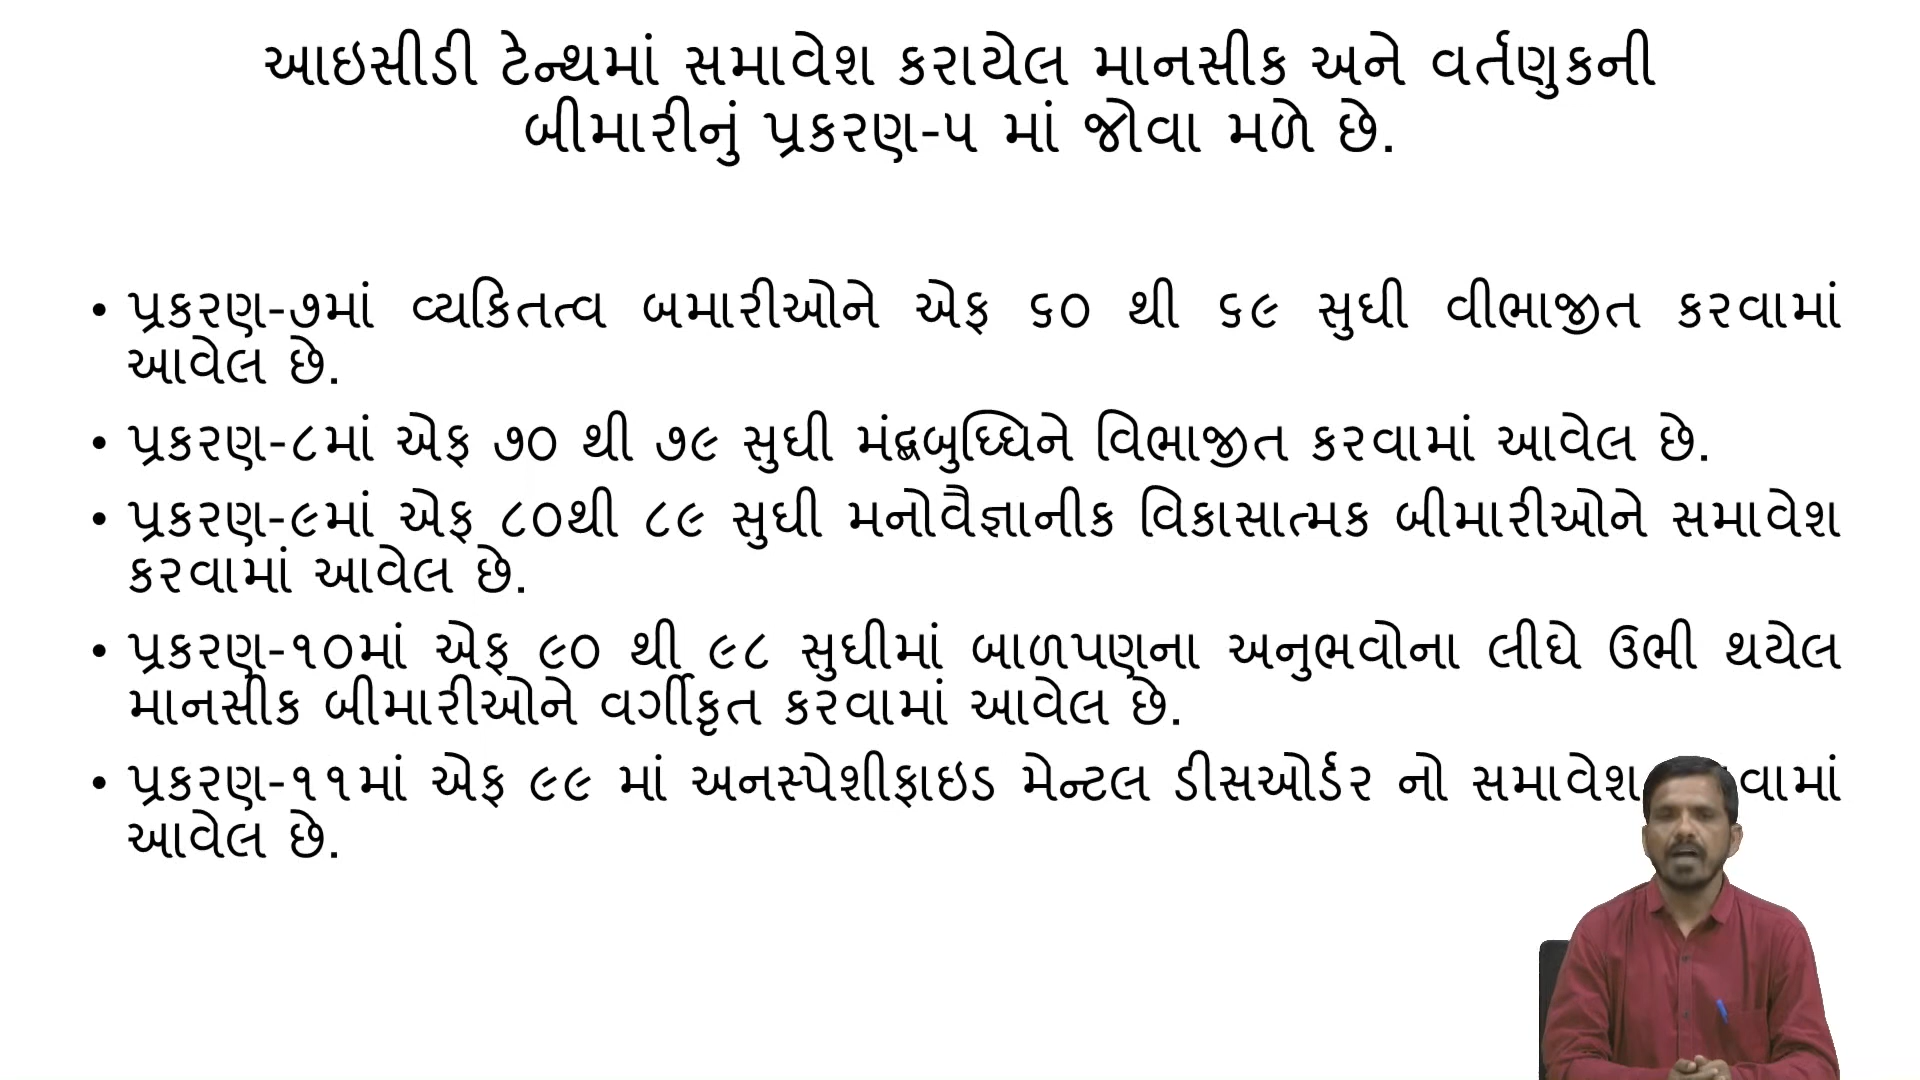 આઇસીડી ટેન્થમાં સમાવેશ કરાયેલ માનસીક અને વર્તણુકની
બીમારીનું પ્રકરણ-૫ માં જોવા મળે છે.
• પ્રકરણ-૭માં વ્યકિતત્વ બમારીઓને એફ ૬૦ થી ૬૯ સુધી વીભાજીત કરવામાં
આવેલ છે.
• પ્રકરણ-૮માં એફ ૭૦ થી ૭૯ સુધી મંદ્બબુધ્ધિને વિભાજીત કરવામાં આવેલ છે.
• પ્રકરણ-૯માં એફ ૮૦થી ૮૯ સુધી મનોવૈજ્ઞાનીક વિકાસાત્મક બીમારીઓને સમાવેશ
કરવામાં આવેલ છે.
• પ્રકરણ-૧૦માં એફ ૯૦ થી ૯૮ સુધીમાં બાળપણના અનુભવોના લીધે ઉભી થયેલ
માનસીક બીમારીઓને વર્ગીકૃત કરવામાં આવેલ છે.
• પ્રકરણ-૧૧માં એફ ૯૯ માં અનસ્પેશીફાઇડ મેન્ટલ ડીસઓર્ડર નો સમાવેશ
આવેલ છે.